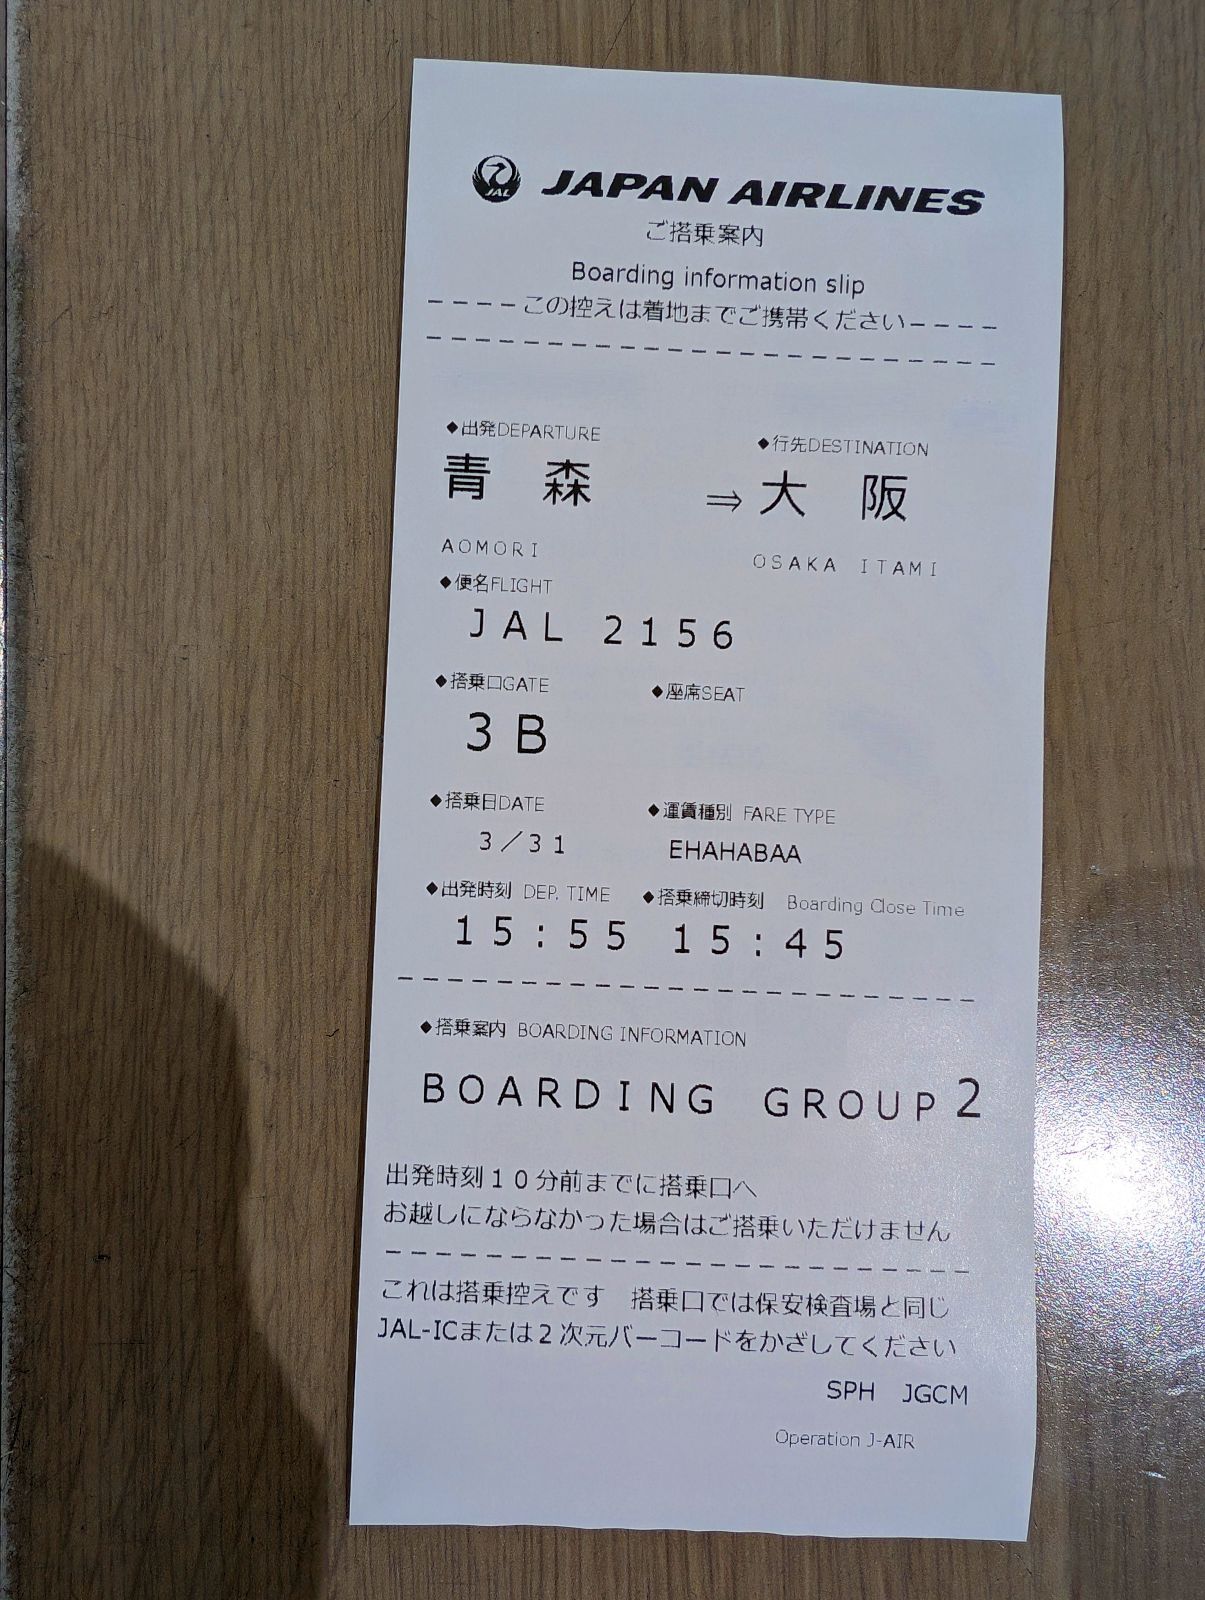 JAL JAPAN AIRLINES
ご搭乗案内
Boarding information slip
----この控えは着地までご携帯ください----
◆出発DEPARTURE ◆行先DESTINATION
青　森 ⇒ 大　阪
ＡＯＭＯＲＩ ＯＳＡＫＡ　ＩＴＡＭＩ
◆便名FLIGHT
ＪＡＬ ２１５６
◆搭乗口GATE ◆座席SEAT
３Ｂ
◆搭乗日DATE ◆運賃種別 FARE TYPE
３／３１ EHAHABAA
◆出発時刻 DEP. TIME ◆搭乗締切時刻 Boarding Close Time
１５：５５ １５：４５
◆搭乗案内 BOARDING INFORMATION
ＢＯＡＲＤＩＮＧ　ＧＲＯＵＰ２
出発時刻１０分前までに搭乗口へ
お越しにならなかった場合はご搭乗いただけません
これは搭乗控えです　搭乗口では保安検査場と同じ
JAL-ICまたは２次元バーコードをかざしてください
SPH JGCM
Operation J-AIR